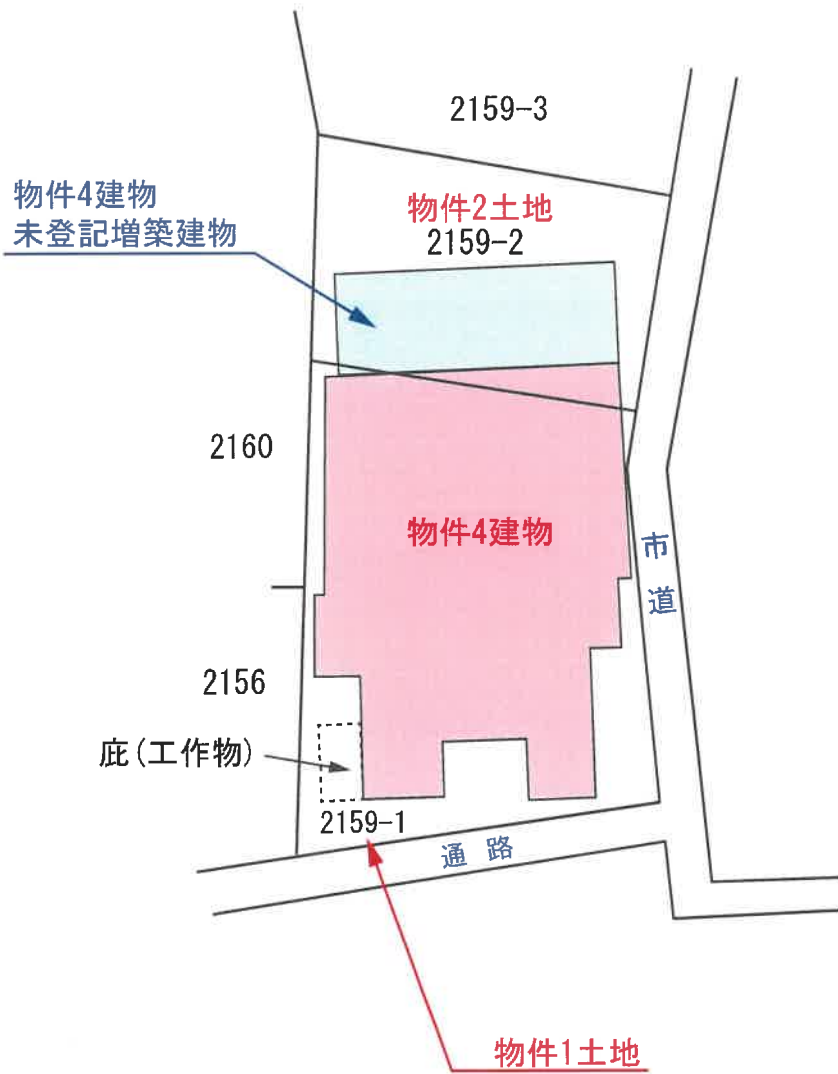 2159-3
物件4建物
未登記増築建物
物件2土地
2159-2
2160
物件4建物
市道
2156
庇(工作物)
2159-1
通路
物件1土地